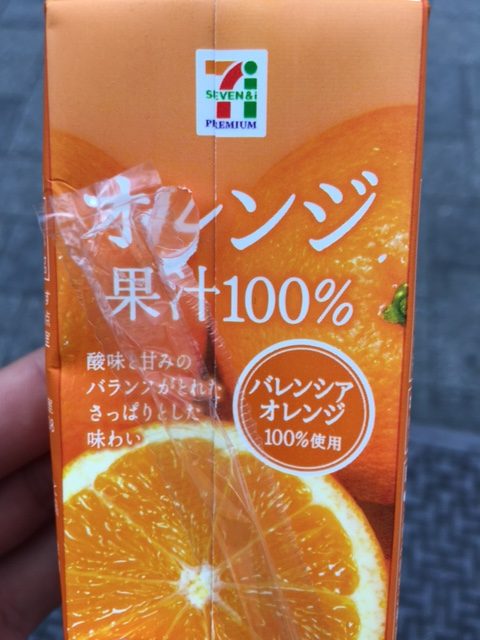 SEVEN&i
PREMIUM
オレンジ
果汁100%
酸味と甘みの
バランスがとれた
さっぱりとした
味わい
バレンシア
オレンジ
100%使用